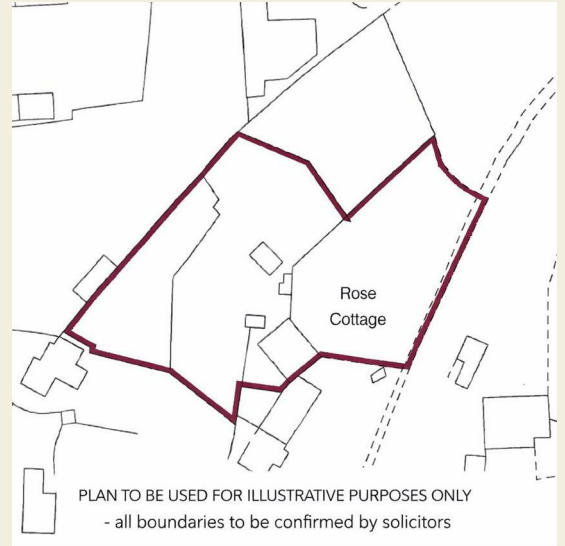 Rose
Cottage
PLAN TO BE USED FOR ILLUSTRATIVE PURPOSES ONLY
- all boundaries to be confirmed by solicitors